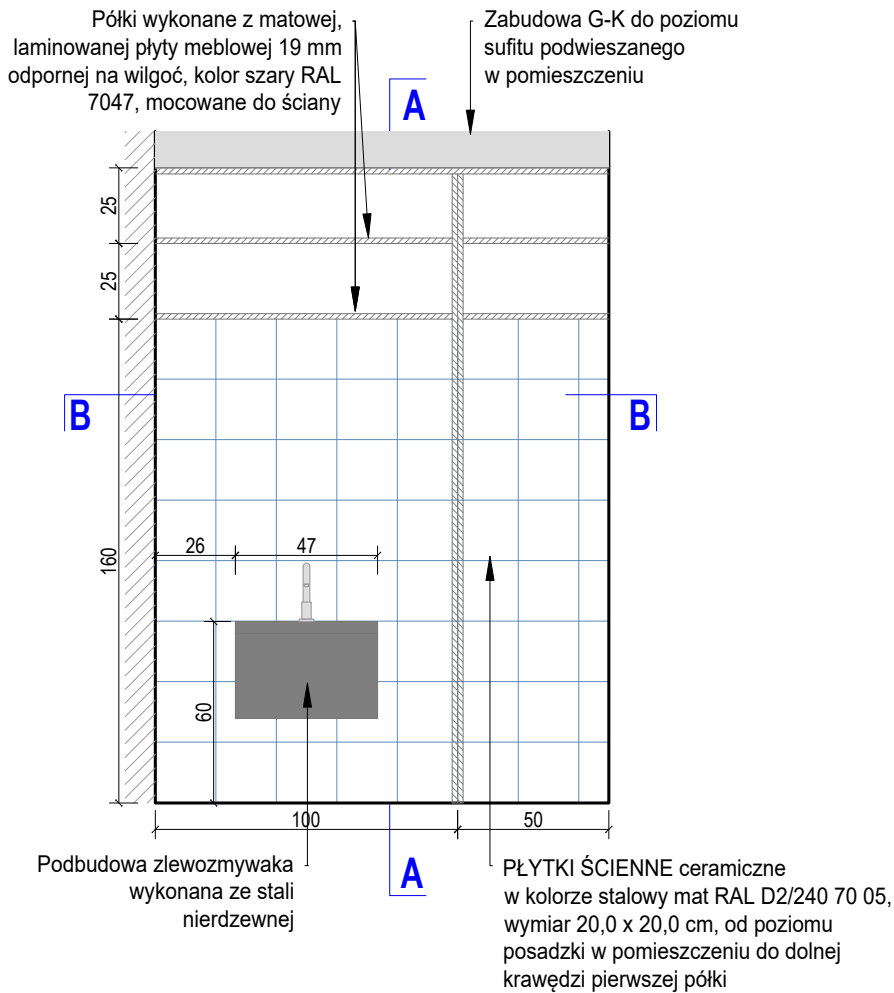 Półki wykonane z matowej,
laminowanej płyty meblowej 19 mm
odpornej na wilgoć, kolor szary RAL
7047, mocowane do ściany
Zabudowa G-K do poziomu
sufitu podwieszanego
w pomieszczeniu
A
25
25
B
B
26
47
160
60
100
50
Podbudowa zlewozmywaka
wykonana ze stali
nierdzewnej
A
PŁYTKI ŚCIENNE ceramiczne
w kolorze stalowy mat RAL D2/240 70 05,
wymiar 20,0 x 20,0 cm, od poziomu
posadzki w pomieszczeniu do dolnej
krawędzi pierwszej półki